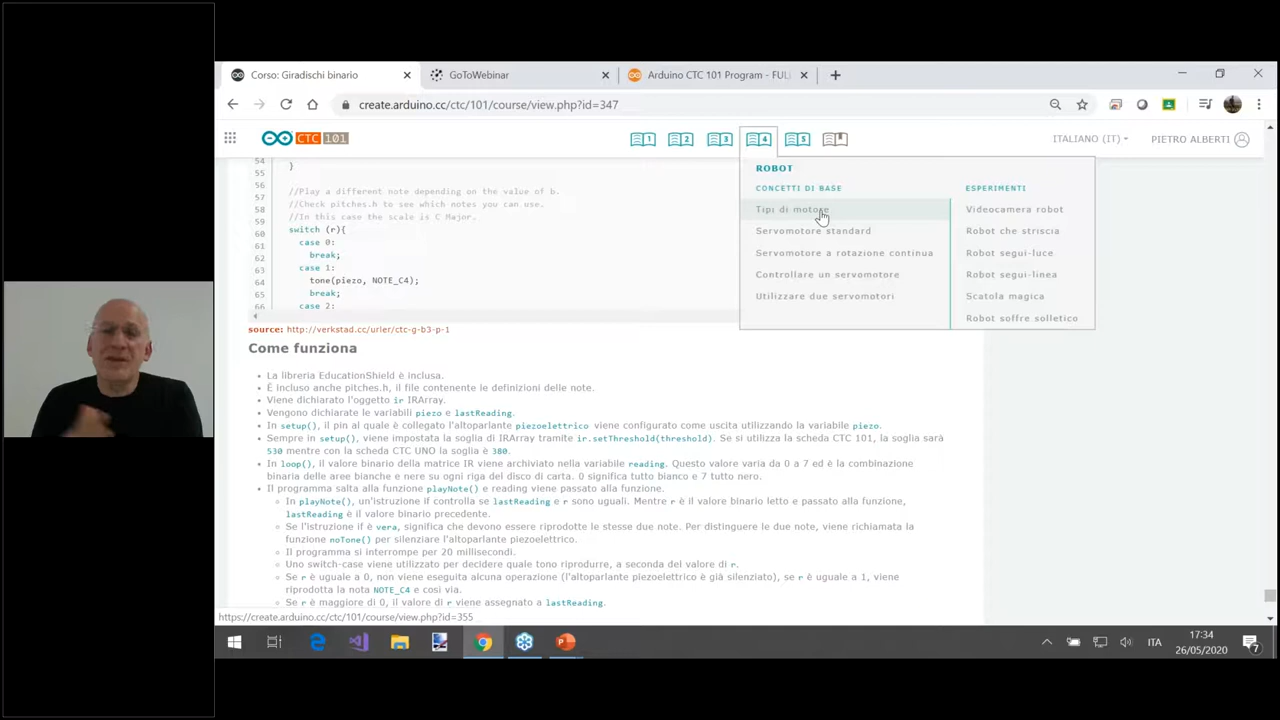 Corso: Giradischi binario
GoToWebinar
Arduino CTC 101 Program - FULL
create.arduino.cc/ctc/101/course/view.php?id=347
CTC 101
1 2 3 4 5
ITALIANO (IT)
PIETRO ALBERTI
ROBOT
CONCETTI DI BASE
Tipi di motore
Servomotore standard
Servomotore a rotazione continua
Controllare un servomotore
Utilizzare due servomotori
ESPERIMENTI
Videocamera robot
Robot che striscia
Robot segui-luce
Robot segui-linea
Scatola magica
Robot soffre solletico
54 }
55
56 //Play a different note depending on the value of b.
57 //Check pitches.h to see which notes you can use.
58 //In this case the scale is C Major.
59 switch (r){
60 case 0:
61 break;
62 case 1:
63 tone(piezo, NOTE_C4);
64 break;
65 case 2:
66
source: http://verkstad.cc/urler/ctc-g-b3-p-1
Come funziona
La libreria EducationShield è inclusa.
È incluso anche pitches.h, il file contenente le definizioni delle note.
Viene dichiarato l'oggetto ir IRArray.
Vengono dichiarate le variabili piezo e lastReading.
In setup(), il pin al quale è collegato l'altoparlante piezoelettrico viene configurato come uscita utilizzando la variabile piezo.
Sempre in setup(), viene impostata la soglia di IRArray tramite ir.setThreshold(threshold). Se si utilizza la scheda CTC 101, la soglia sarà
530 mentre con la scheda CTC UNO la soglia è 380.
In loop(), il valore binario della matrice IR viene archiviato nella variabile reading. Questo valore varia da 0 a 7 ed è la combinazione
binaria delle aree bianche e nere su ogni riga del disco di carta. 0 significa tutto bianco e 7 tutto nero.
Il programma salta alla funzione playNote() e reading viene passato alla funzione.
In playNote(), un'istruzione if controlla se lastReading e r sono uguali. Mentre r è il valore binario letto e passato alla funzione,
lastReading è il valore binario precedente.
Se l'istruzione if è vera, significa che devono essere riprodotte le stesse due note. Per distinguere le due note, viene richiamata la
funzione noTone() per silenziare l'altoparlante piezoelettrico.
Il programma si interrompe per 20 millisecondi.
Uno switch-case viene utilizzato per decidere quale tono riprodurre, a seconda del valore di r.
Se r è uguale a 0, non viene eseguita alcuna operazione (l'altoparlante piezoelettrico è già silenziato), se r è uguale a 1, viene
riprodotta la nota NOTE_C4 e così via.
Se r è maggiore di 0, il valore di r viene assegnato a lastReading.
https://create.arduino.cc/ctc/101/course/view.php?id=355
ITA
17:34
26/05/2020
7